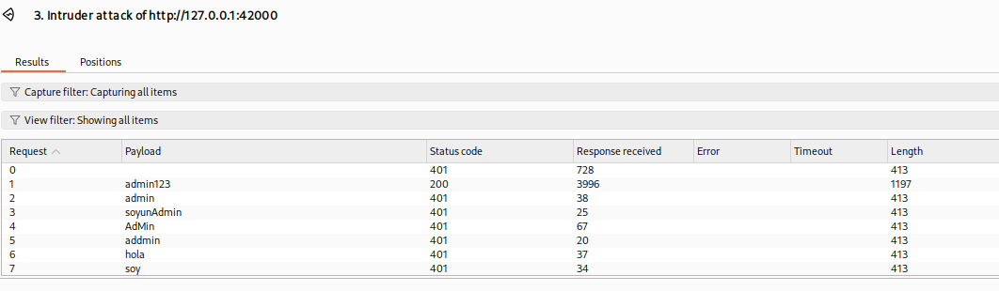 3. Intruder attack of http://127.0.0.1:42000
Results Positions
Capture filter: Capturing all items
View filter: Showing all items
Request Payload Status code Response received Error Timeout Length
0 401 728 413
1 admin123 200 3996 1197
2 admin 401 38 413
3 soyunAdmin 401 25 413
4 AdMin 401 67 413
5 addmin 401 20 413
6 hola 401 37 413
7 soy 401 34 413